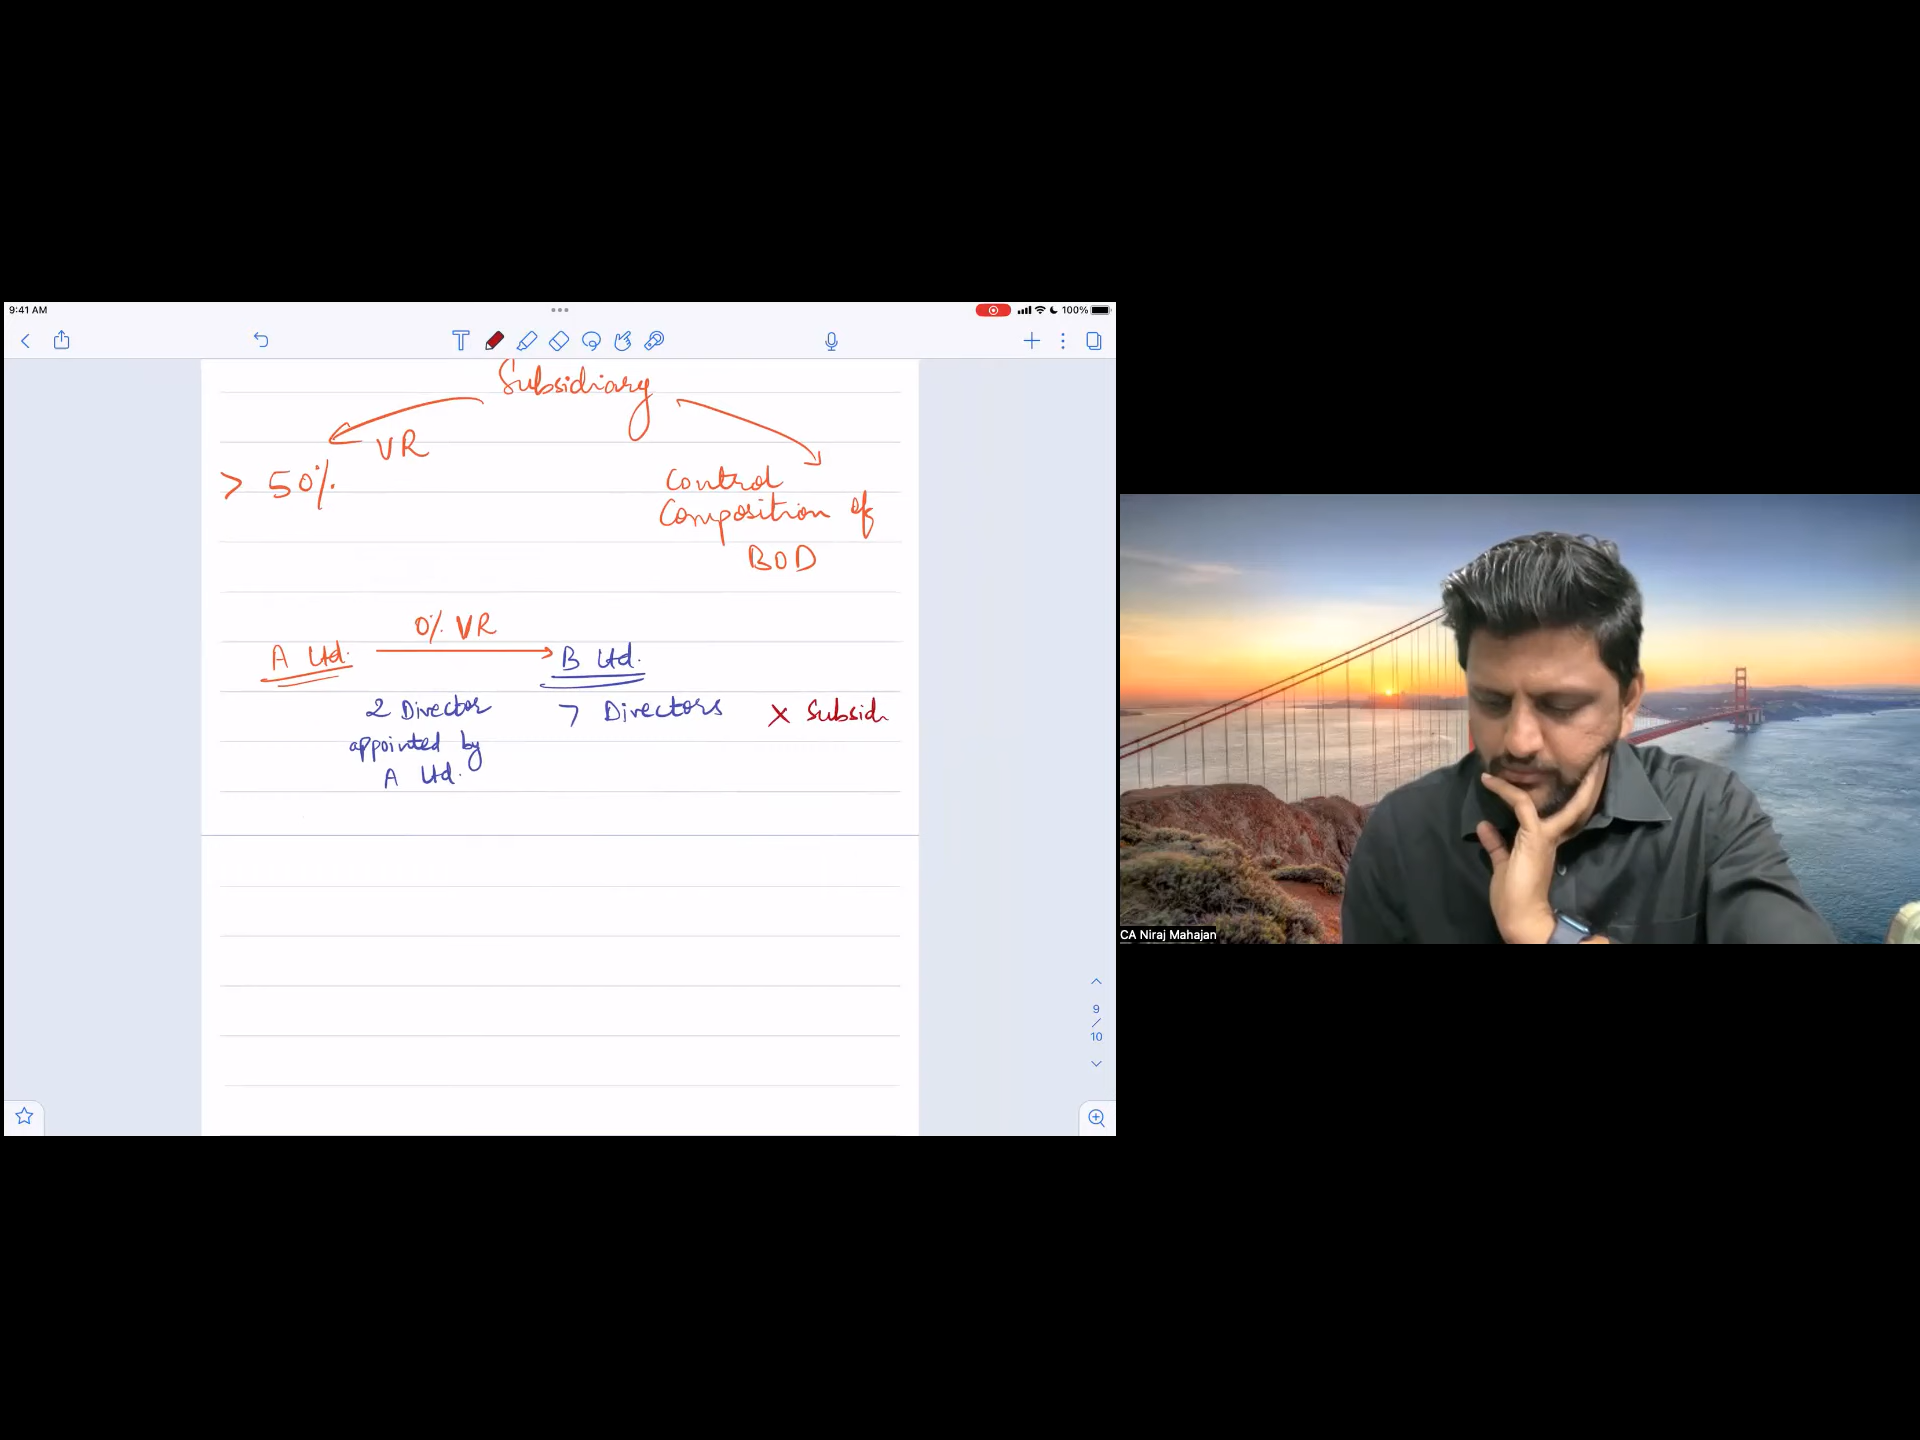 9:41 AM
100%
T
Subsidiary
VR
> 50%
Control
Composition of
BOD
0% VR
A Ltd.
B Ltd.
2 Director
appointed by
A Ltd.
7 Directors
× Subsid
9
/
10
CA Niraj Mahajan